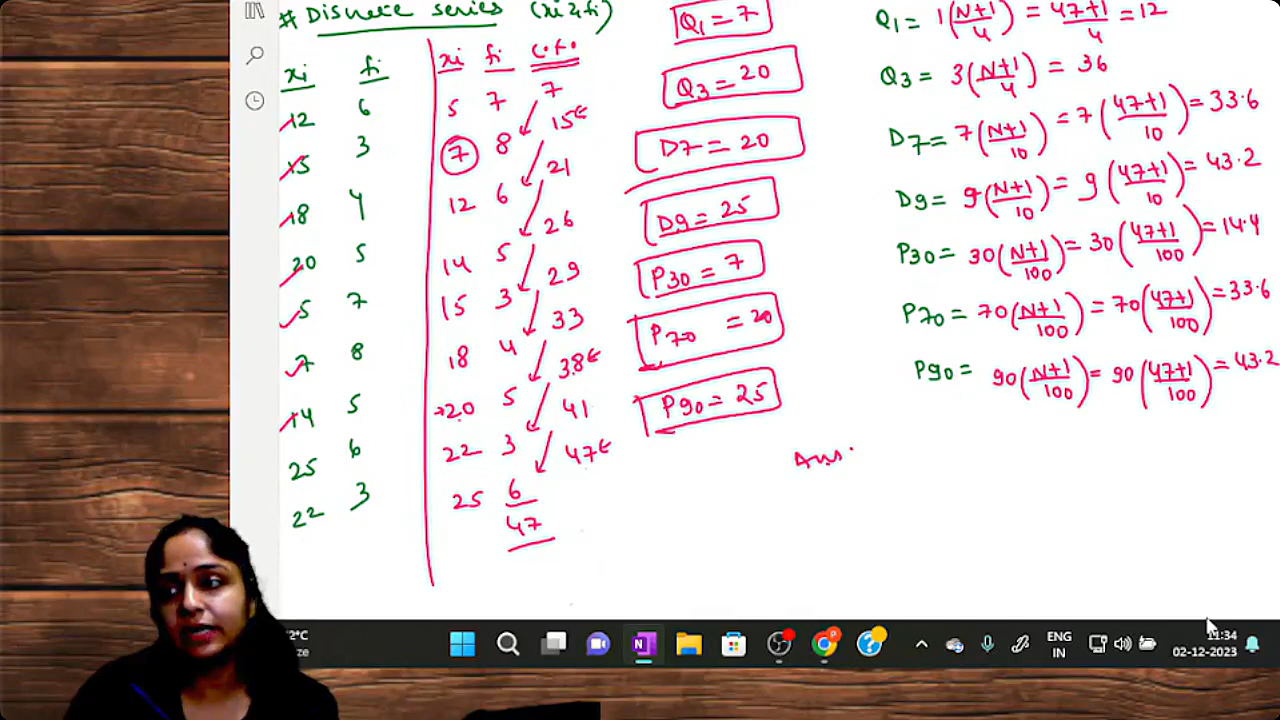 # Discrete series (xi & fi)
xi fi
12 6
15 3
18 4
20 5
5 7
7 8
14 5
25 6
22 3
xi fi c.f.
5 7 7
7 8 15
12 6 21
14 5 26
15 3 29
18 4 33
20 5 38
22 3 41
25 6 47
47
Q1 = 7
Q3 = 20
D7 = 20
D9 = 25
P30 = 7
P70 = 20
P90 = 25
Ans.
Q1 = 1(N+1/4) = 47+1/4 = 12
Q3 = 3(N+1/4) = 36
D7 = 7(N+1/10) = 7(47+1/10) = 33.6
D9 = 9(N+1/10) = 9(47+1/10) = 43.2
P30 = 30(N+1/100) = 30(47+1/100) = 14.4
P70 = 70(N+1/100) = 70(47+1/100) = 33.6
P90 = 90(N+1/100) = 90(47+1/100) = 43.2
2°C
ze
ENG
IN
11:34
02-12-2023